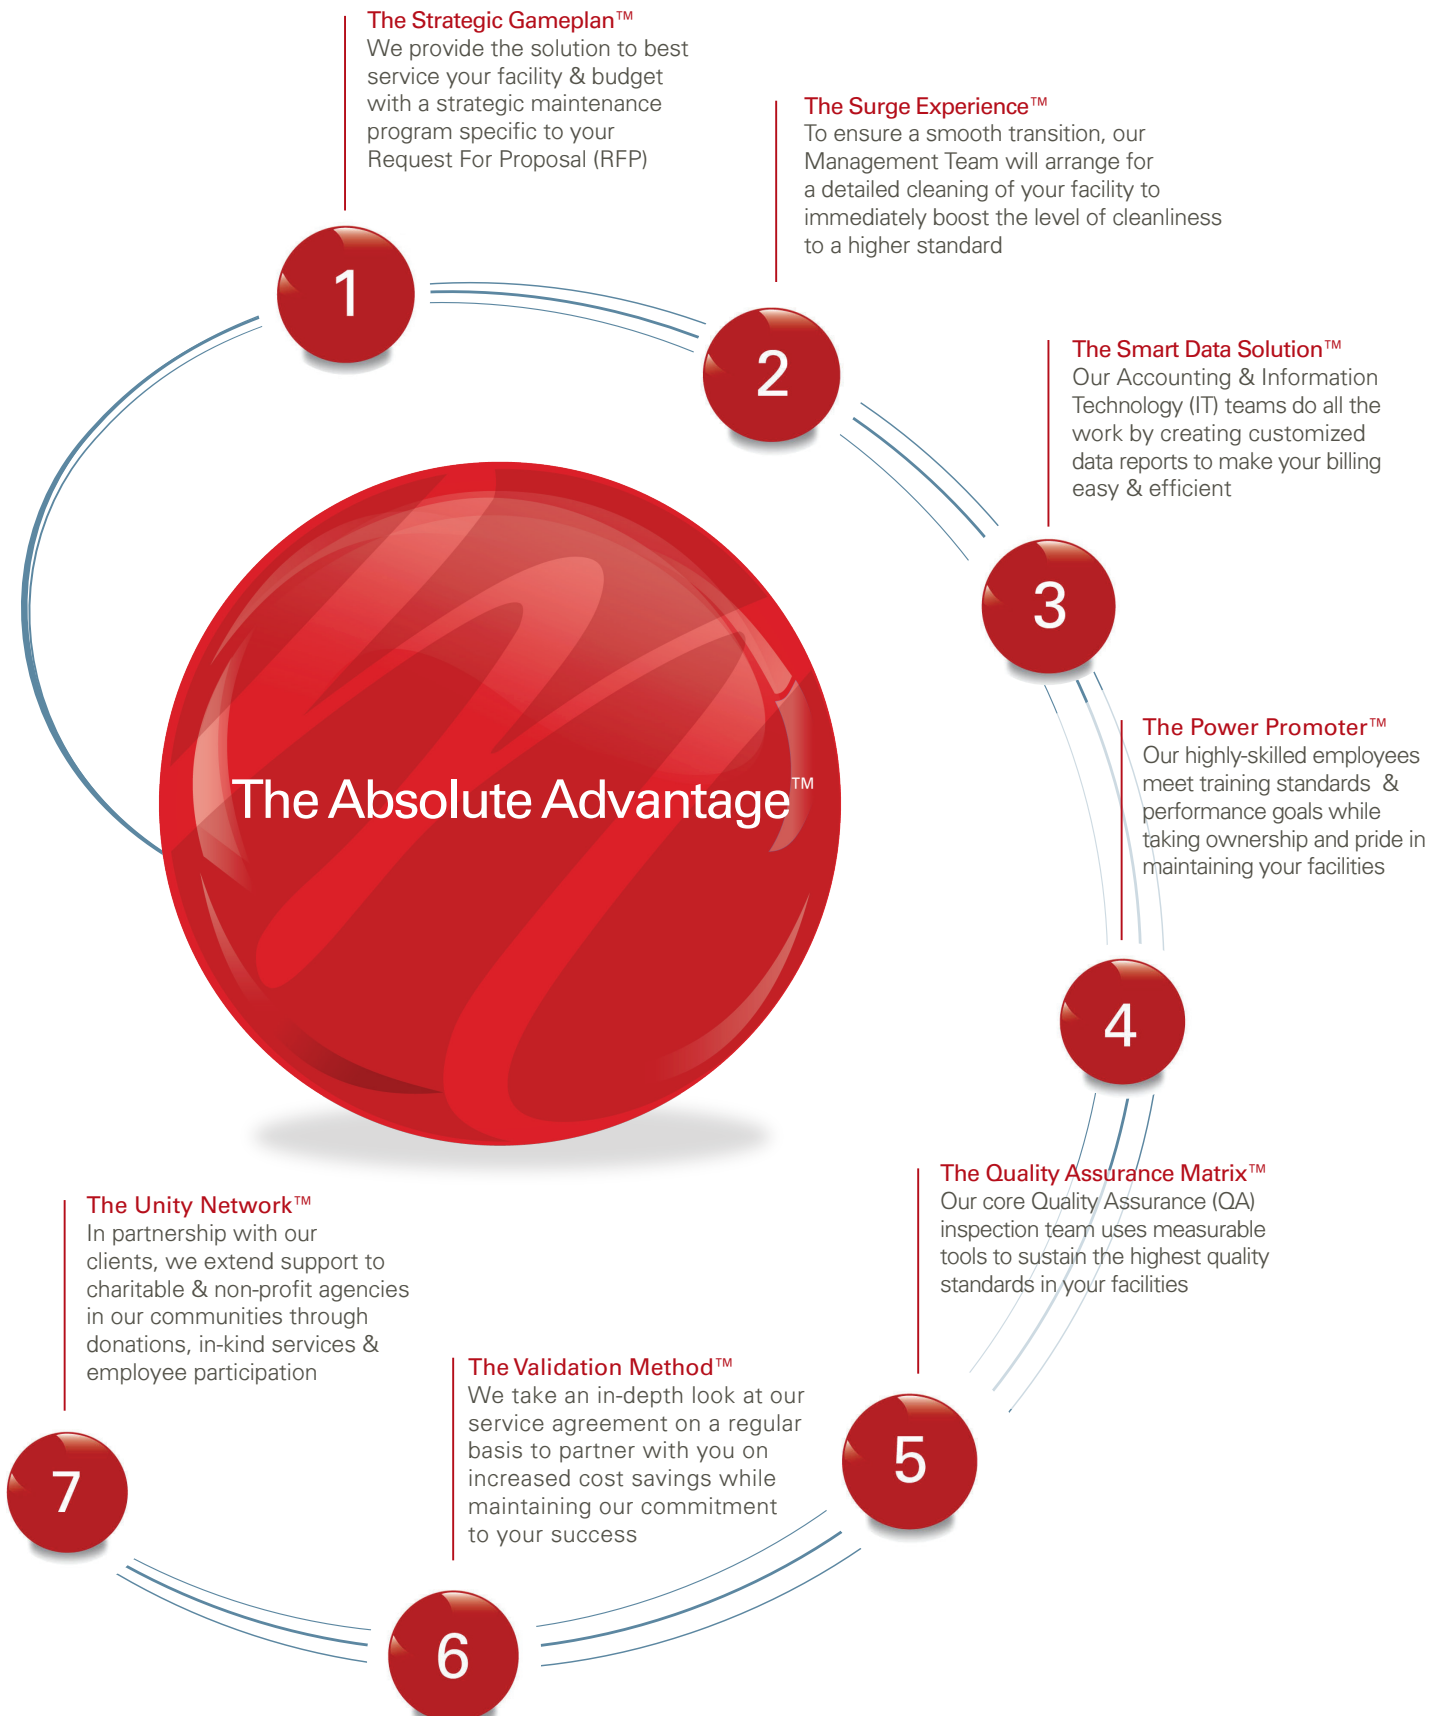 The Strategic Gameplan™
We provide the solution to best
service your facility & budget
with a strategic maintenance
program specific to your
Request For Proposal (RFP)
1
The Surge Experience™
To ensure a smooth transition, our
Management Team will arrange for
a detailed cleaning of your facility to
immediately boost the level of cleanliness
to a higher standard
2
The Smart Data Solution™
Our Accounting & Information
Technology (IT) teams do all the
work by creating customized
data reports to make your billing
easy & efficient
3
The Power Promoter™
Our highly-skilled employees
meet training standards  &
performance goals while
taking ownership and pride in
maintaining your facilities
4
The Absolute Advantage™
The Quality Assurance Matrix™
Our core Quality Assurance (QA)
inspection team uses measurable
tools to sustain the highest quality
standards in your facilities
5
The Validation Method™
We take an in-depth look at our
service agreement on a regular
basis to partner with you on
increased cost savings while
maintaining our commitment
to your success
6
The Unity Network™
In partnership with our
clients, we extend support to
charitable & non-profit agencies
in our communities through
donations, in-kind services &
employee participation
7